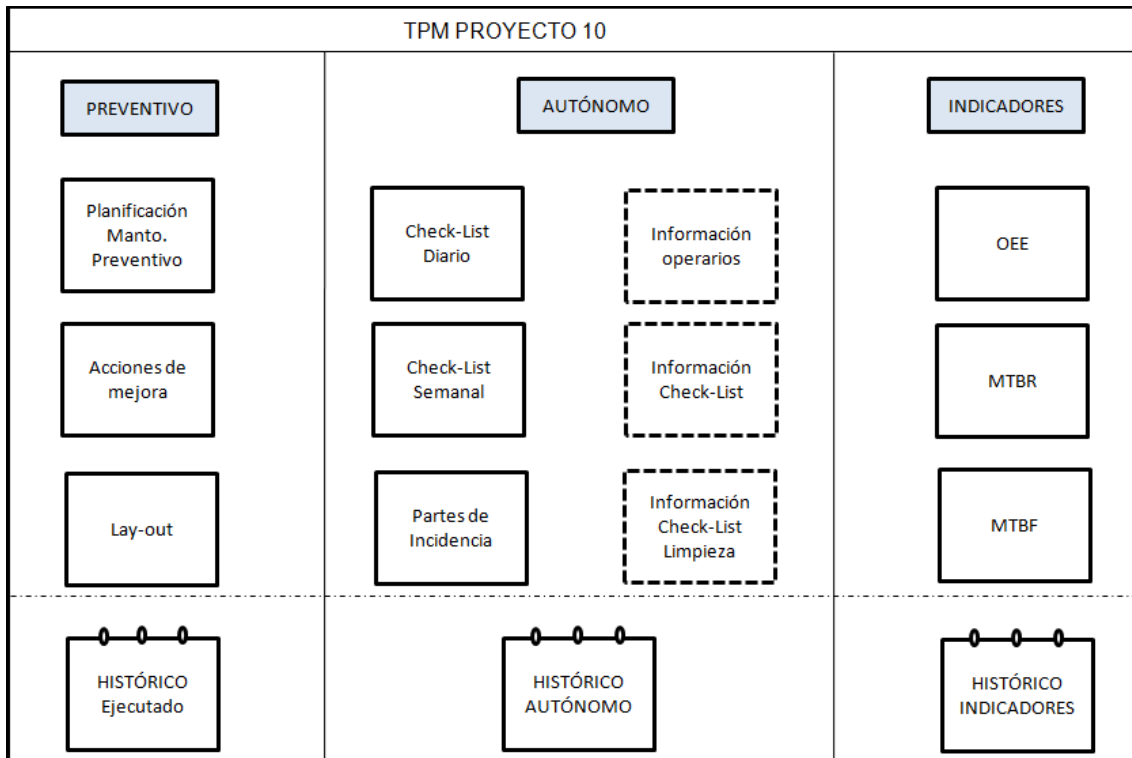 TPM PROYECTO 10
PREVENTIVO
AUTÓNOMO
INDICADORES
Planificación
Manto.
Preventivo
Check-List
Diario
Información
operarios
OEE
Acciones de
mejora
Check-List
Semanal
Información
Check-List
MTBR
Lay-out
Partes de
Incidencia
Información
Check-List
Limpieza
MTBF
HISTÓRICO
Ejecutado
HISTÓRICO
AUTÓNOMO
HISTÓRICO
INDICADORES